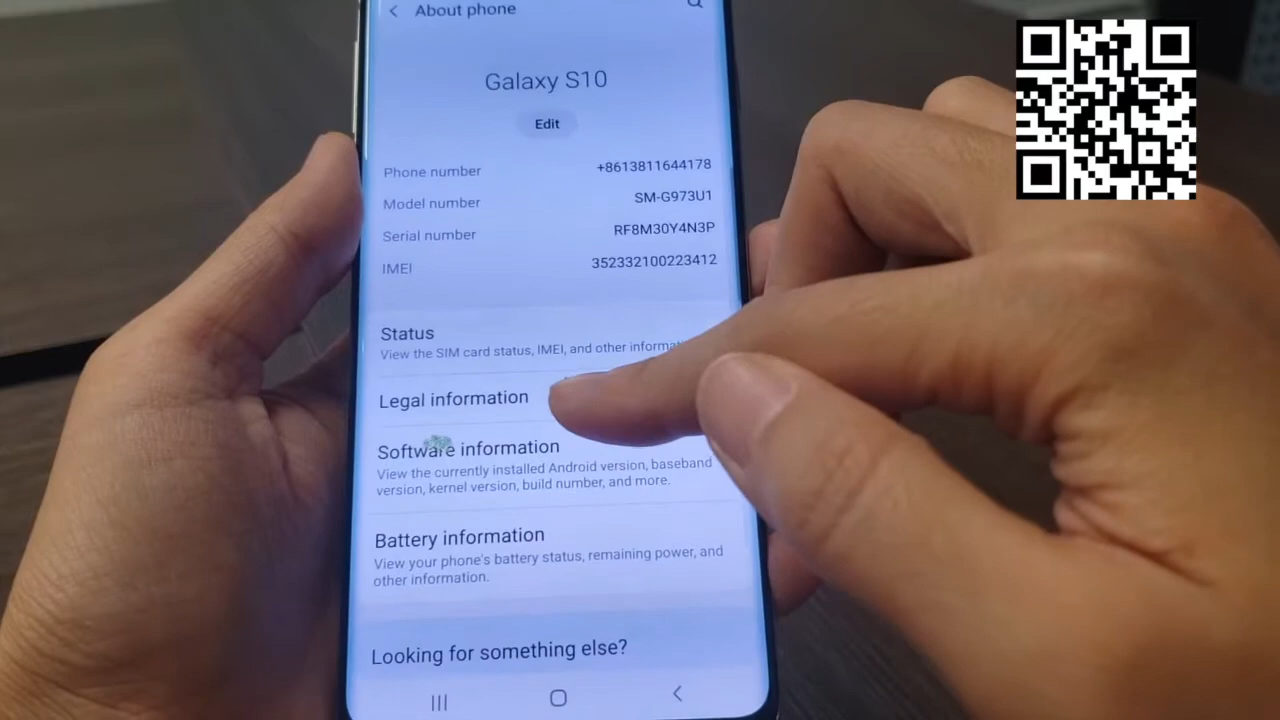 About phone
Galaxy S10
Edit
Phone number +8613811644178
Model number SM-G973U1
Serial number RF8M30Y4N3P
IMEI 352332100223412
Status
View the SIM card status, IMEI, and other
Legal information
Software information
View the currently installed Android version, baseband
version, kernel version, build number, and more.
Battery information
View your phone's battery status, remaining power, and
other information.
Looking for something else?